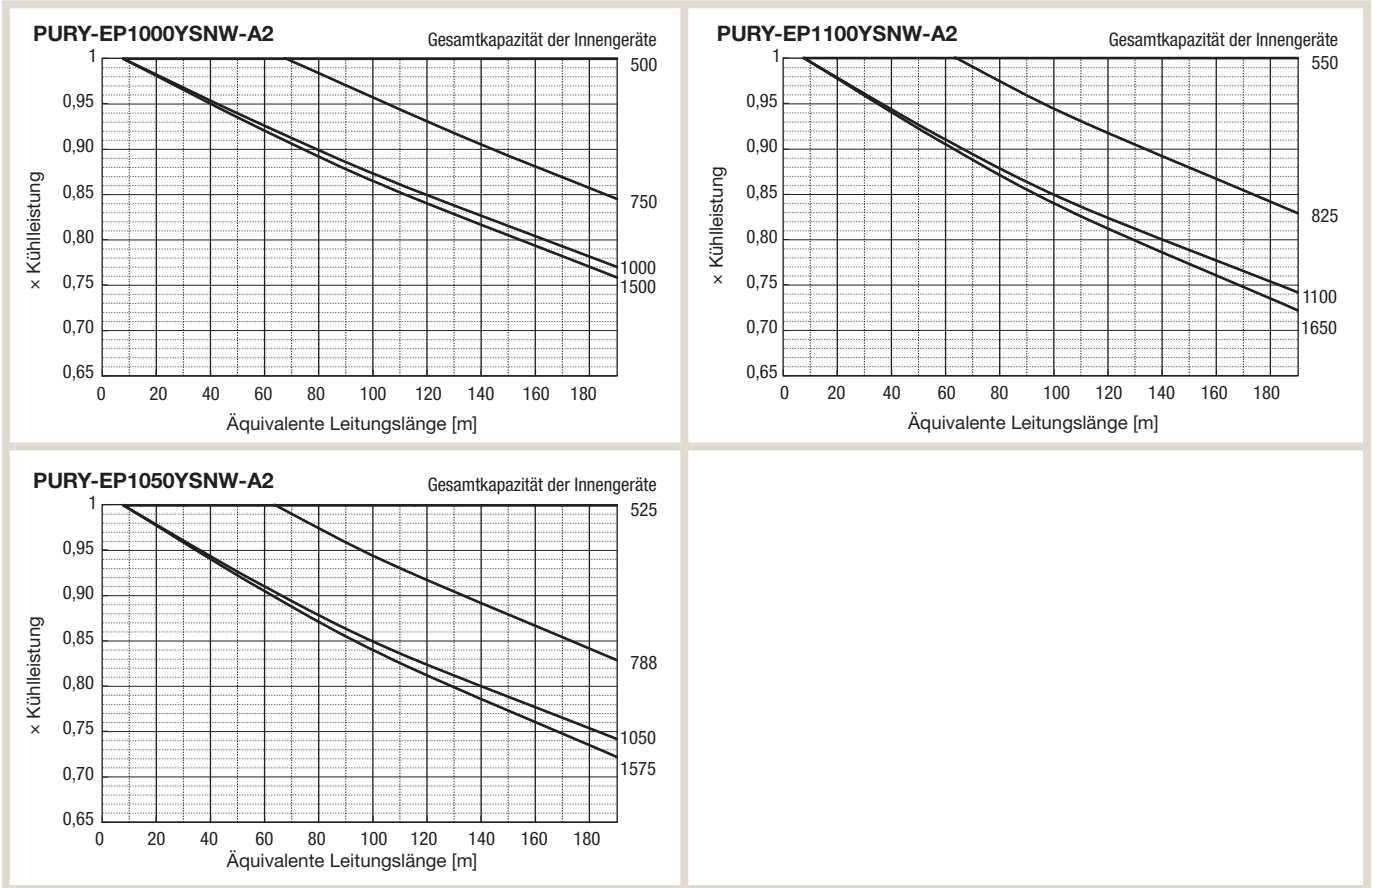 PURY-EP1000YSNW-A2
Gesamtkapazität der Innengeräte
× Kühlleistung
1
0,95
0,90
0,85
0,80
0,75
0,70
0,65
500
750
1000
1500
0 20 40 60 80 100 120 140 160 180
Äquivalente Leitungslänge [m]
PURY-EP1100YSNW-A2
Gesamtkapazität der Innengeräte
× Kühlleistung
1
0,95
0,90
0,85
0,80
0,75
0,70
0,65
550
825
1100
1650
0 20 40 60 80 100 120 140 160 180
Äquivalente Leitungslänge [m]
PURY-EP1050YSNW-A2
Gesamtkapazität der Innengeräte
× Kühlleistung
1
0,95
0,90
0,85
0,80
0,75
0,70
0,65
525
788
1050
1575
0 20 40 60 80 100 120 140 160 180
Äquivalente Leitungslänge [m]